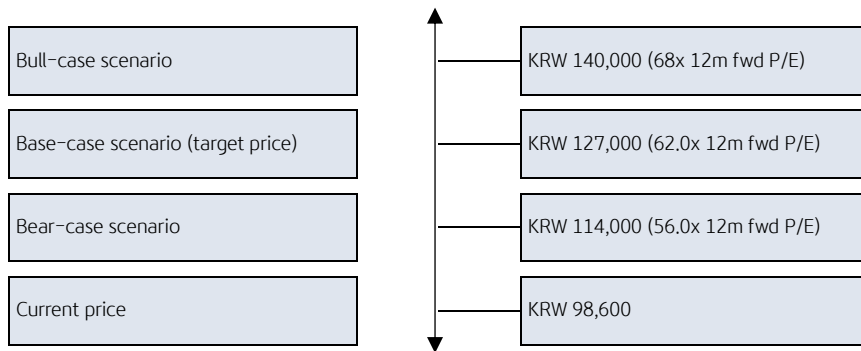 Bull-case scenario
KRW 140,000 (68x 12m fwd P/E)
Base-case scenario (target price)
KRW 127,000 (62.0x 12m fwd P/E)
Bear-case scenario
KRW 114,000 (56.0x 12m fwd P/E)
Current price
KRW 98,600